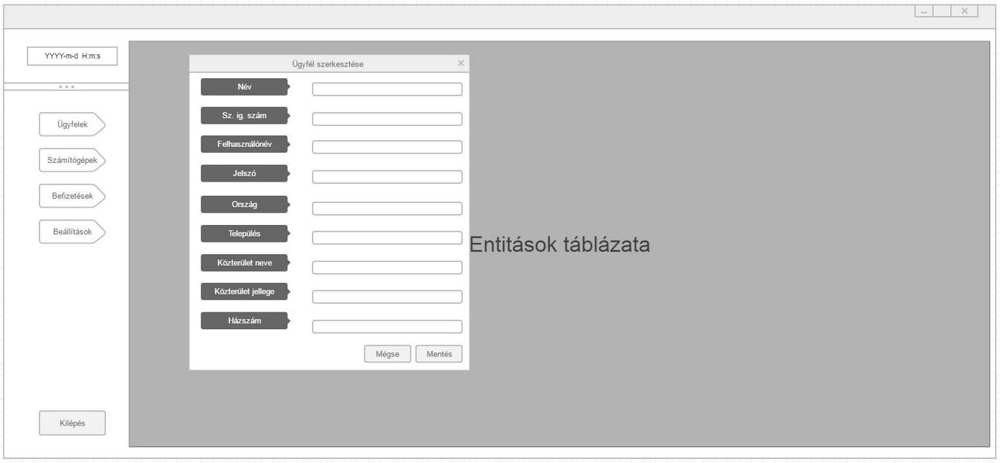 YYYY-m-d H:m:s
Ügyfelek
Számítógépek
Befizetések
Beállítások
Kilépés
Ügyfél szerkesztése
Név
Sz. ig. szám
Felhasználónév
Jelszó
Ország
Település
Közterület neve
Közterület jellege
Házszám
Mégse
Mentés
Entitások táblázata